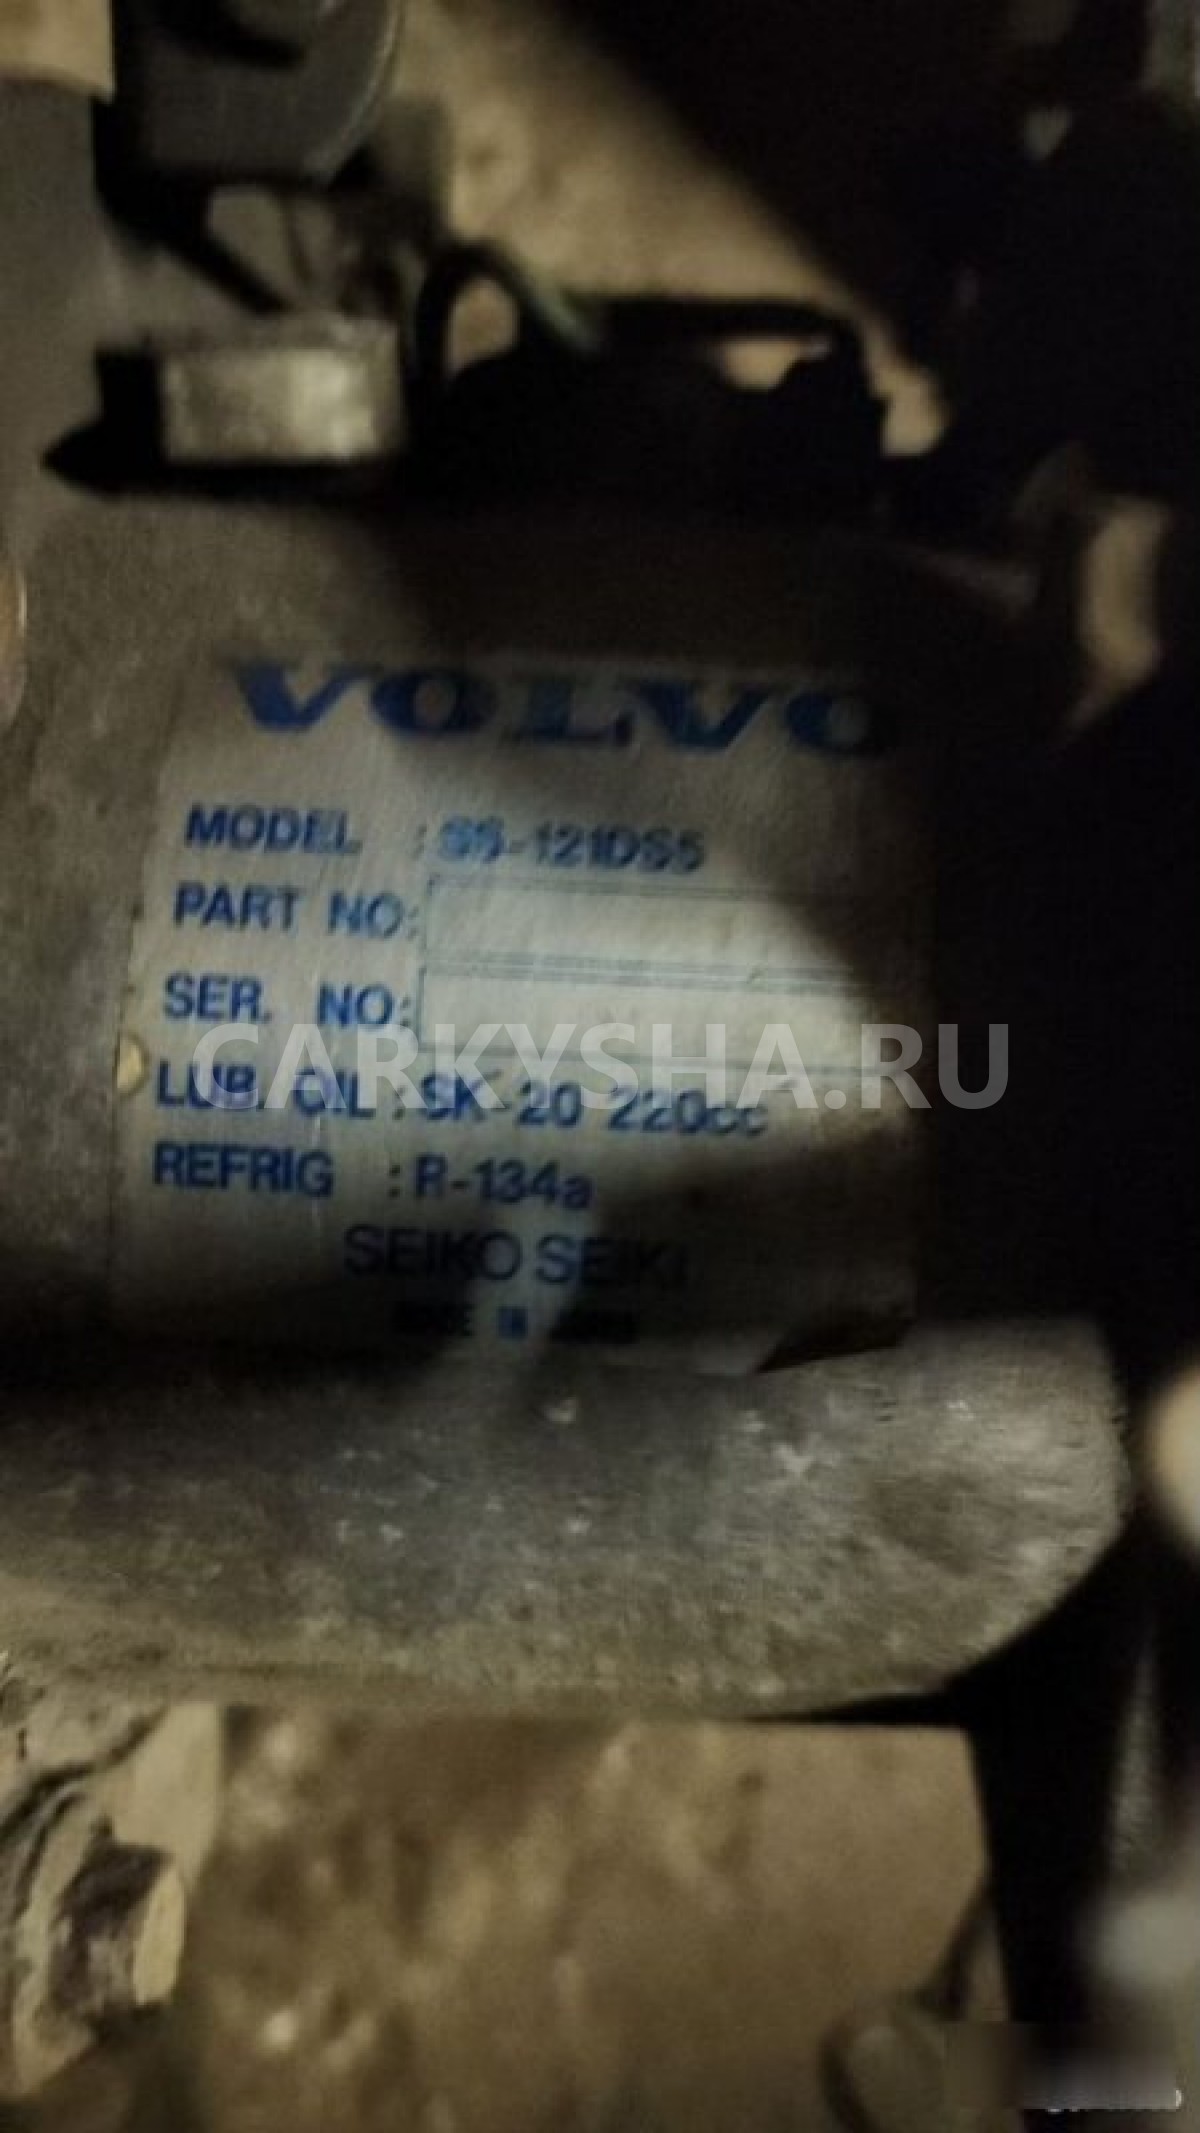 VOLVO
MODEL : SS-121DS5
PART NO:
SER. NO:
CARKYSHA.RU
LUB. OIL : SK-20 220cc
REFRIG : R-134a
SEIKO SEIKI
IN